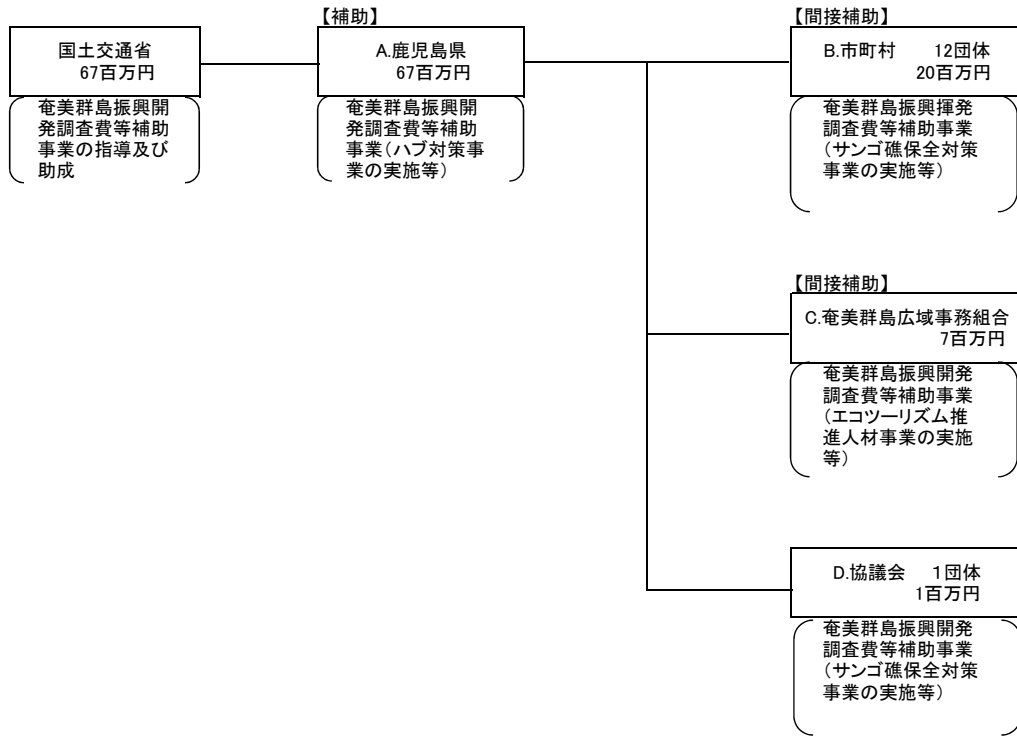 国土交通省
67百万円
奄美群島振興開
発調査費等補助
事業の指導及び
助成
【補助】
A.鹿児島県
67百万円
奄美群島振興開
発調査費等補助
事業(ハブ対策事
業の実施等)
【間接補助】
B.市町村 12団体
20百万円
奄美群島振興揮発
調査費等補助事業
(サンゴ礁保全対策
事業の実施等)
【間接補助】
C.奄美群島広域事務組合
7百万円
奄美群島振興開発
調査費等補助事業
(エコツーリズム推
進人材事業の実施
等)
D.協議会 1団体
1百万円
奄美群島振興開発
調査費等補助事業
(サンゴ礁保全対策
事業の実施等)